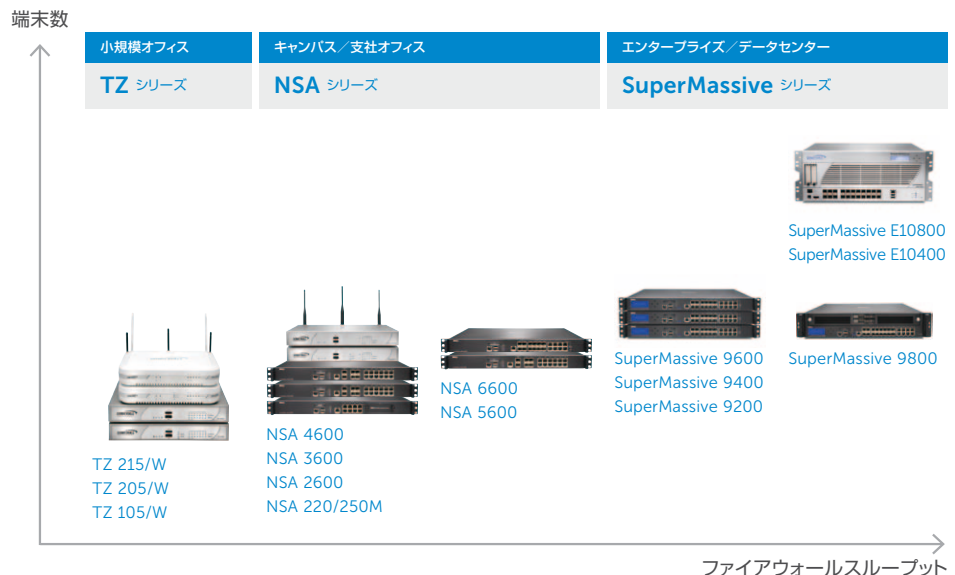 端末数
小規模オフィス
キャンパス／支社オフィス
エンタープライズ／データセンター
TZ シリーズ
NSA シリーズ
SuperMassive シリーズ
SuperMassive E10800
SuperMassive E10400
SuperMassive 9600
SuperMassive 9400
SuperMassive 9200
SuperMassive 9800
NSA 6600
NSA 5600
NSA 4600
NSA 3600
NSA 2600
NSA 220/250M
TZ 215/W
TZ 205/W
TZ 105/W
ファイアウォールスループット